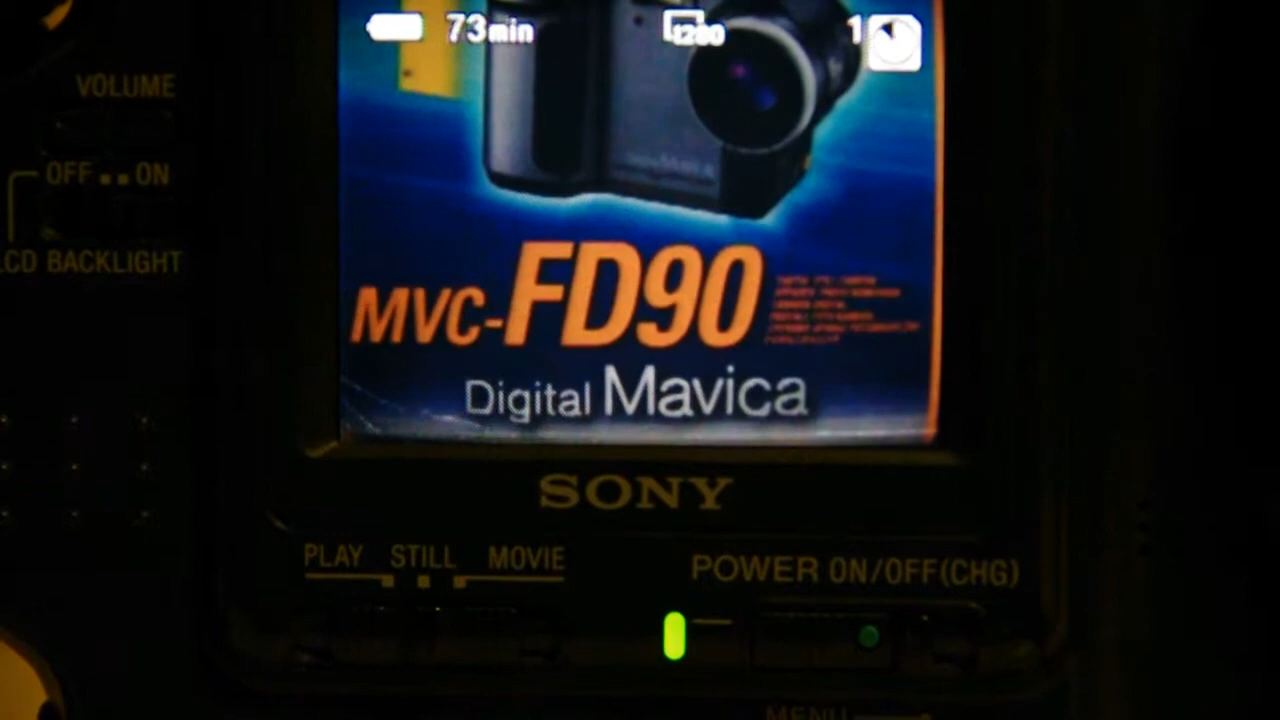 73min
1280
1
VOLUME
OFF ON
LCD BACKLIGHT
MVC-FD90
Digital Mavica
SONY
PLAY STILL MOVIE
POWER ON/OFF(CHG)
MENU